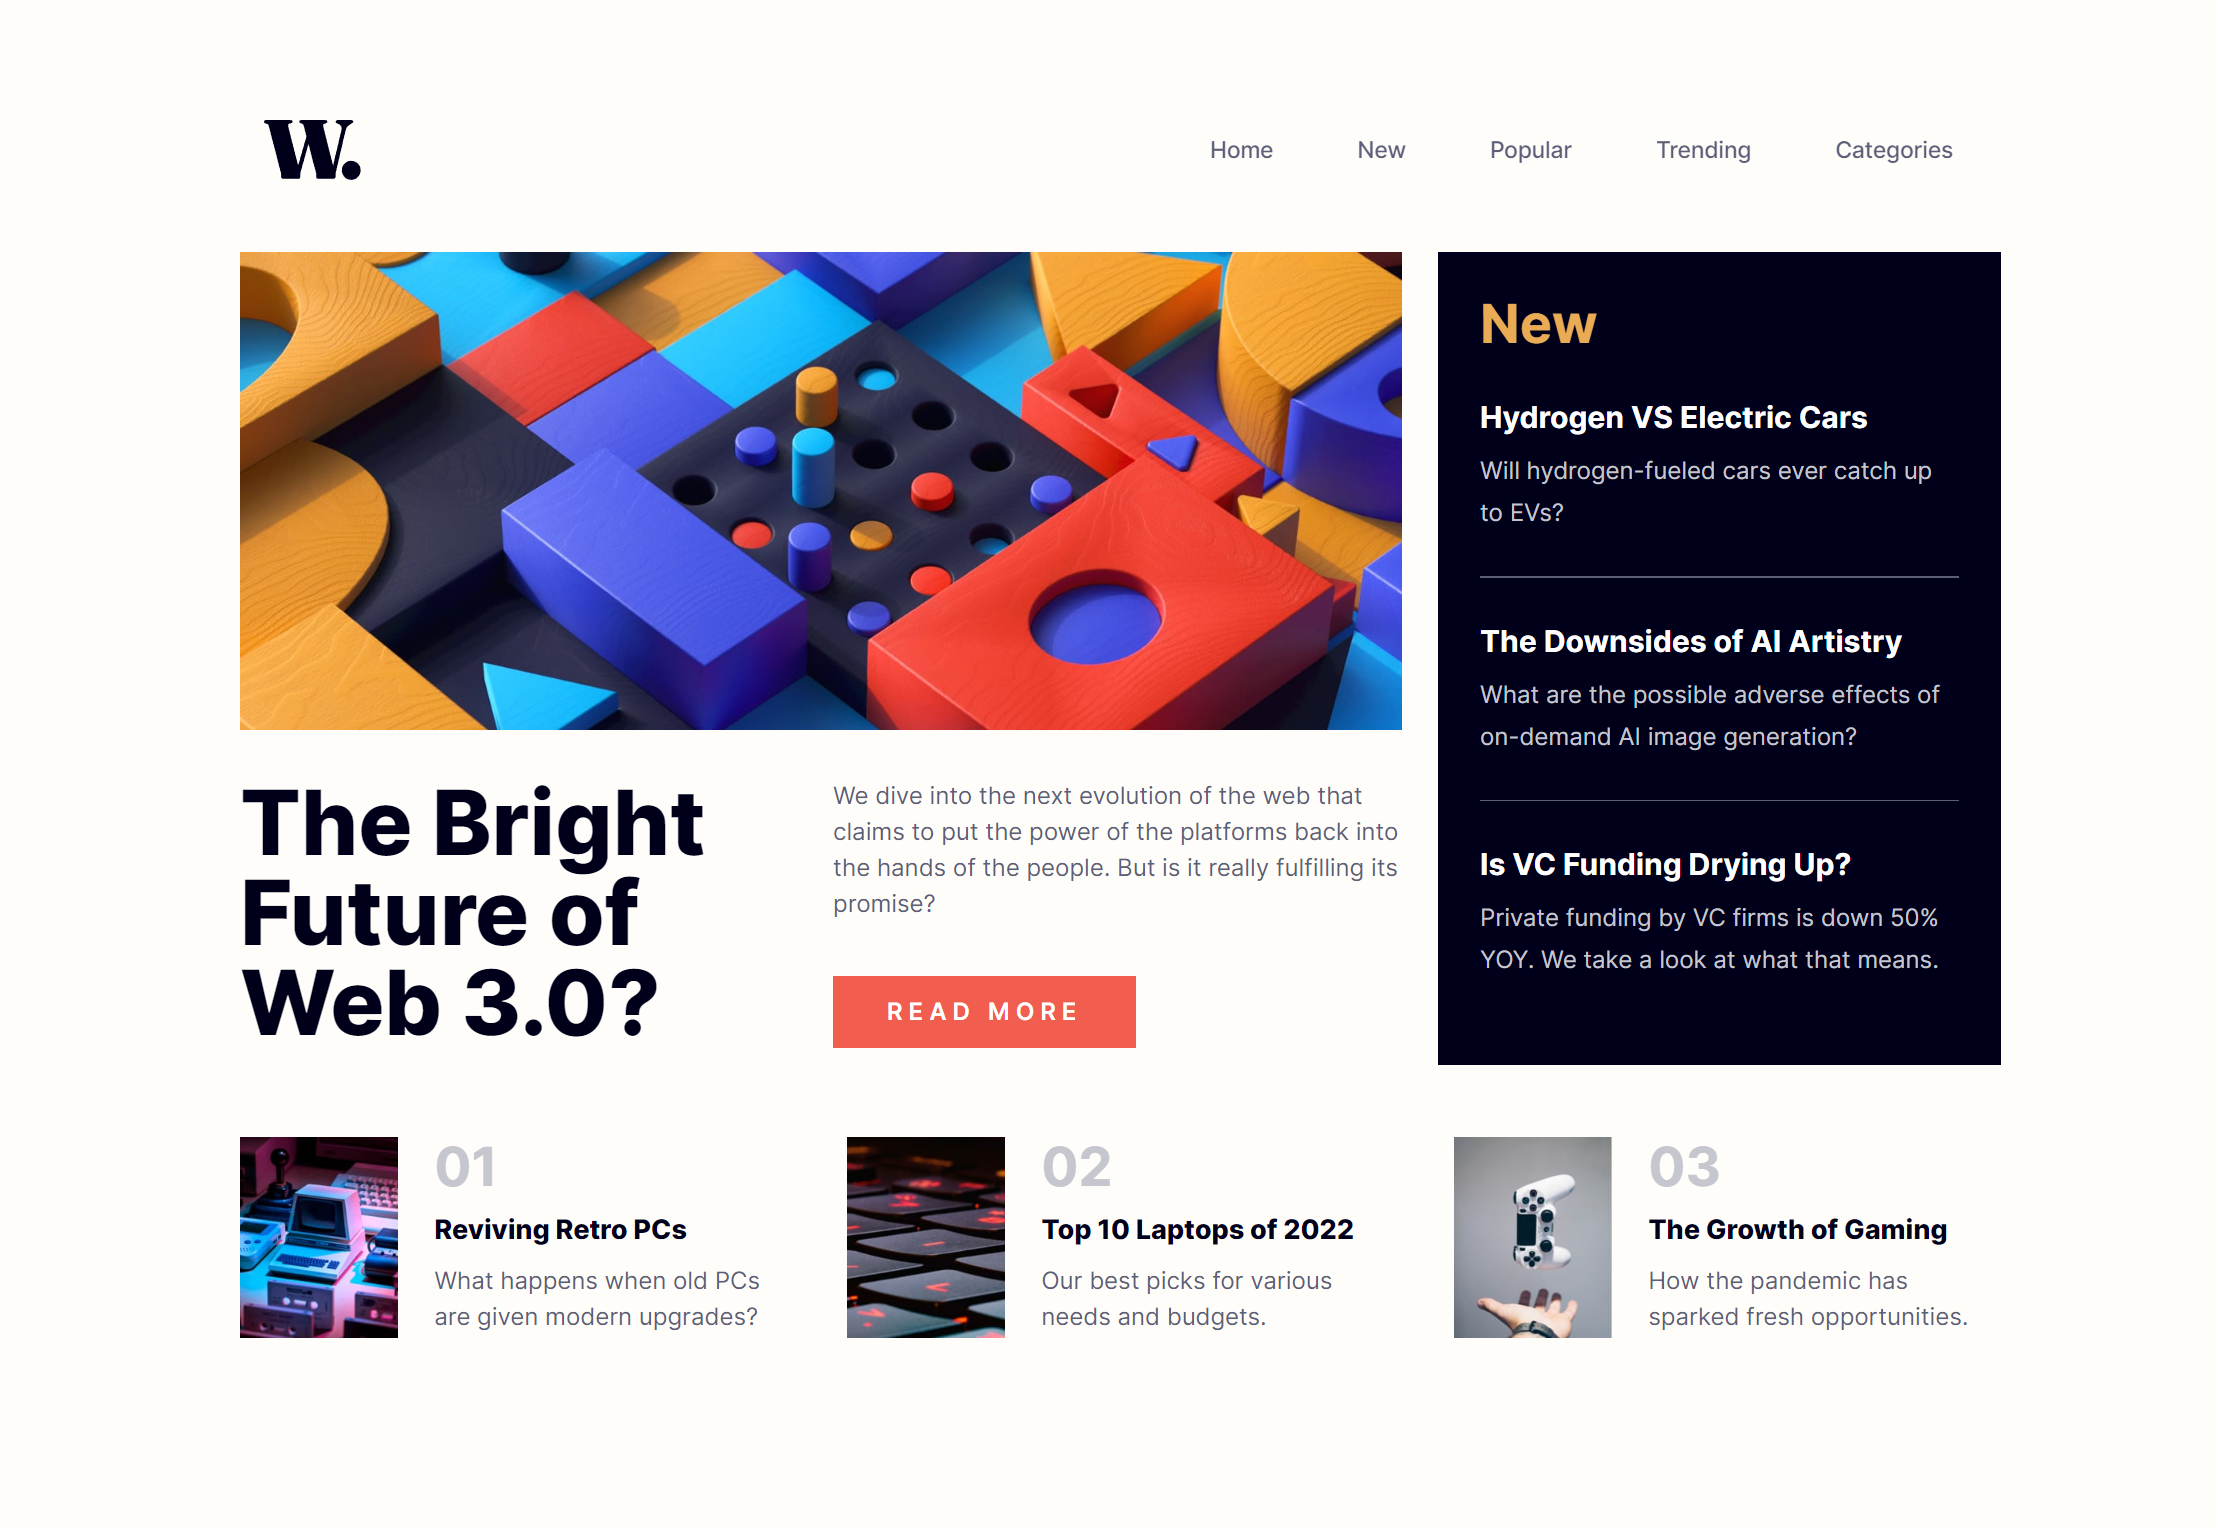 W.
Home New Popular Trending Categories
The Bright
Future of
Web 3.0?
We dive into the next evolution of the web that
claims to put the power of the platforms back into
the hands of the people. But is it really fulfilling its
promise?
READ MORE
New
Hydrogen VS Electric Cars
Will hydrogen-fueled cars ever catch up
to EVs?
The Downsides of AI Artistry
What are the possible adverse effects of
on-demand AI image generation?
Is VC Funding Drying Up?
Private funding by VC firms is down 50%
YOY. We take a look at what that means.
01
Reviving Retro PCs
What happens when old PCs
are given modern upgrades?
02
Top 10 Laptops of 2022
Our best picks for various
needs and budgets.
03
The Growth of Gaming
How the pandemic has
sparked fresh opportunities.